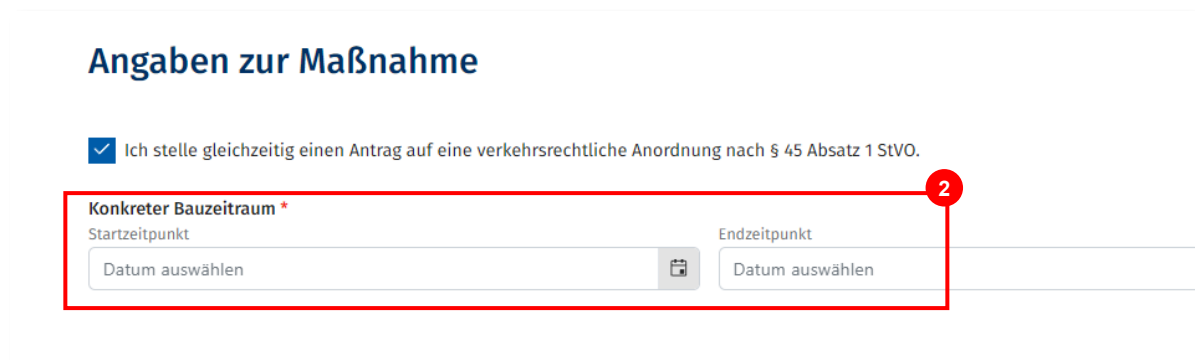 Angaben zur Maßnahme
Ich stelle gleichzeitig einen Antrag auf eine verkehrsrechtliche Anordnung nach § 45 Absatz 1 StVO.
2
Konkreter Bauzeitraum *
Startzeitpunkt Endzeitpunkt
Datum auswählen Datum auswählen